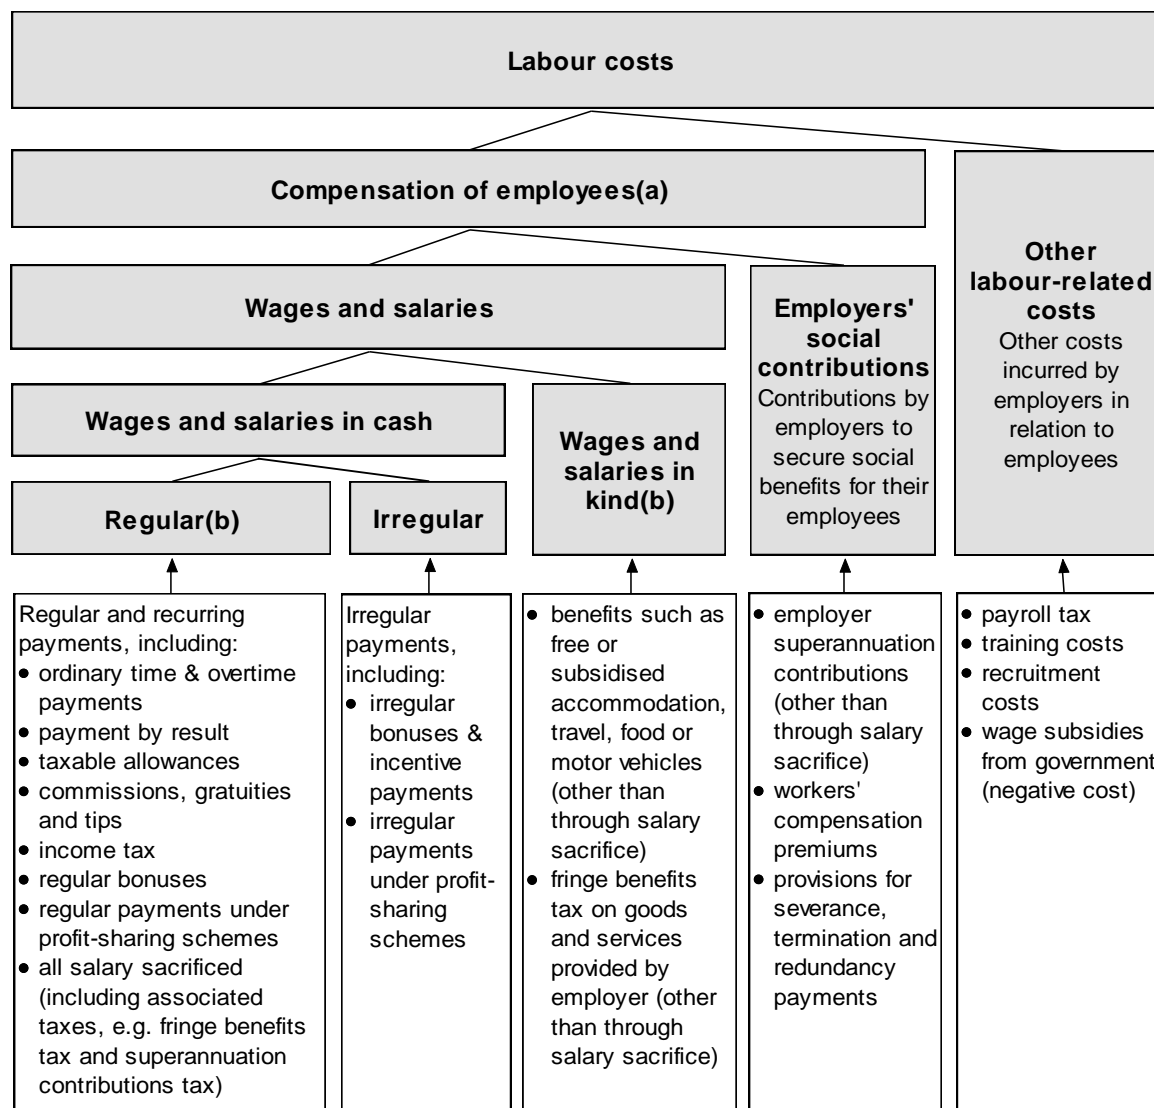 Labour costs
Compensation of employees(a)
Other
labour-related
costs
Other costs
incurred by
employers in
relation to
employees
Wages and salaries
Employers'
social
contributions
Contributions by
employers to
secure social
benefits for their
employees
Wages and salaries in cash
Wages and
salaries in
kind(b)
Regular(b)
Irregular
Regular and recurring
payments, including:
● ordinary time & overtime
payments
● payment by result
● taxable allowances
● commissions, gratuities
and tips
● income tax
● regular bonuses
● regular payments under
profit-sharing schemes
● all salary sacrificed
(including associated
taxes, e.g. fringe benefits
tax and superannuation
contributions tax)
Irregular
payments,
including:
● irregular
bonuses &
incentive
payments
● irregular
payments
under profit-
sharing
schemes
● benefits such as
free or
subsidised
accommodation,
travel, food or
motor vehicles
(other than
through salary
sacrifice)
● fringe benefits
tax on goods
and services
provided by
employer (other
than through
salary sacrifice)
● employer
superannuation
contributions
(other than
through salary
sacrifice)
● workers'
compensation
premiums
● provisions for
severance,
termination and
redundancy
payments
● payroll tax
● training costs
● recruitment
costs
● wage subsidies
from government
(negative cost)